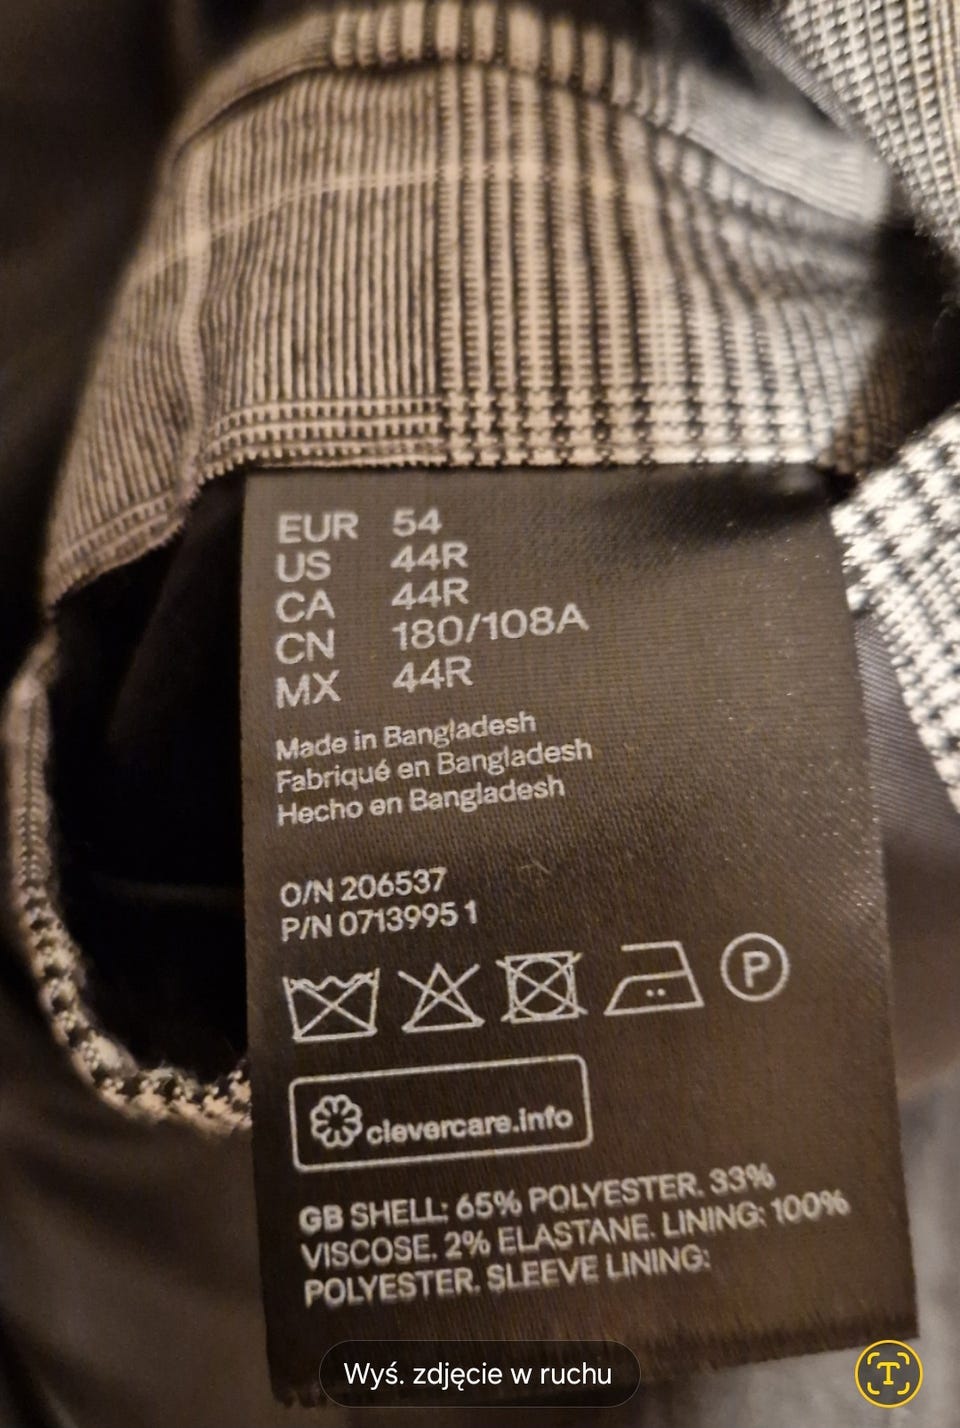 EUR 54
US 44R
CA 44R
CN 180/108A
MX 44R
Made in Bangladesh
Fabriqué en Bangladesh
Hecho en Bangladesh
O/N 206537
P/N 0713995 1
P
clevercare.info
GB SHELL: 65% POLYESTER. 33%
VISCOSE. 2% ELASTANE. LINING: 100%
POLYESTER. SLEEVE LINING:
Wyś. zdjęcie w ruchu
T